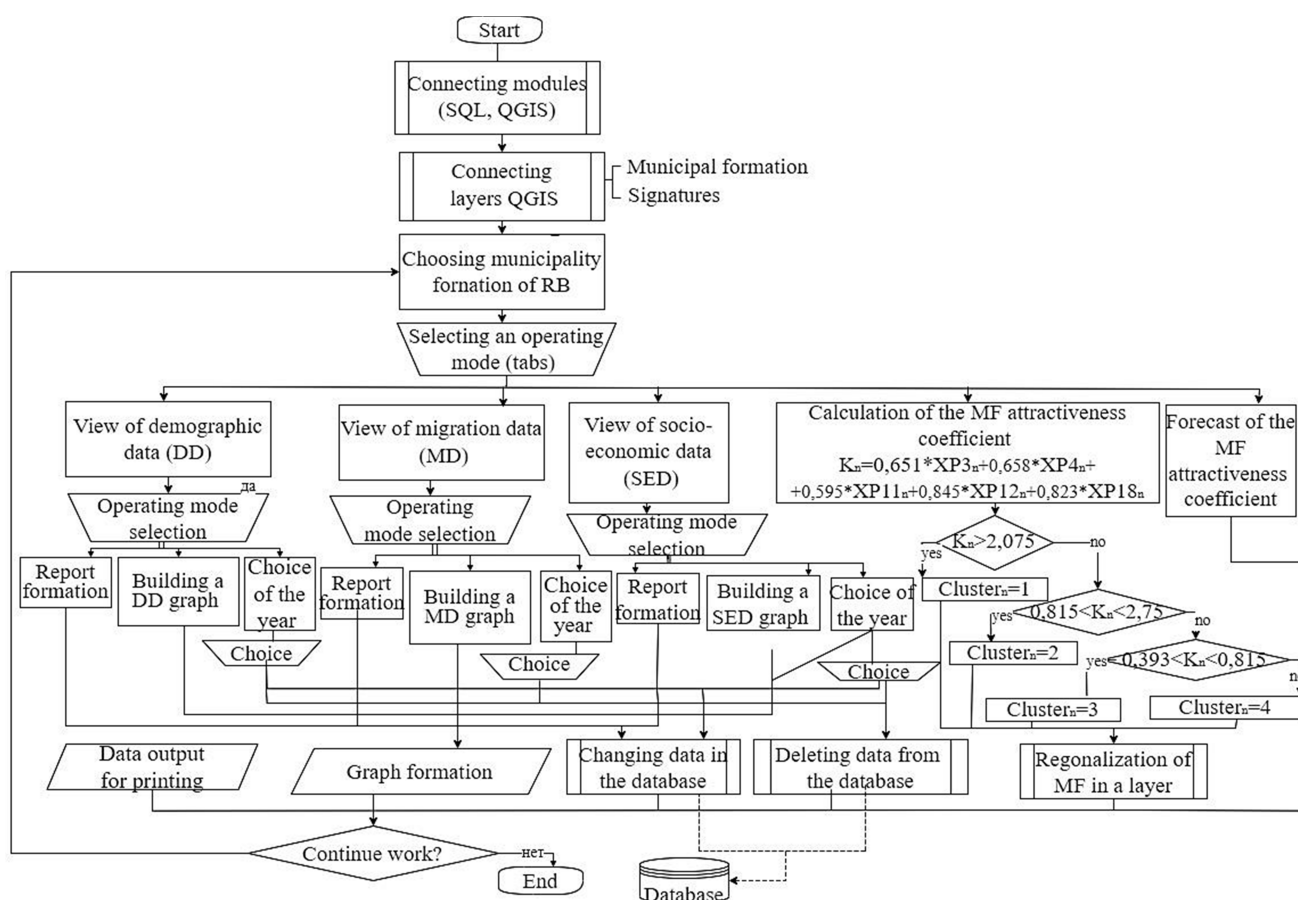 Start
Connecting modules
(SQL, QGIS)
Connecting
layers QGIS
Municipal formation
Signatures
Choosing municipality
fornation of RB
Selecting an operating
mode (tabs)
View of demographic
data (DD)
View of migration data
(MD)
View of socio-
economic data
(SED)
Calculation of the MF attractiveness
coefficient
Kn=0,651*XP3n+0,658*XP4n+
+0,595*XP11n+0,845*XP12n+0,823*XP18n
Forecast of the
MF
attractiveness
coefficient
да
Operating mode
selection
Operating
mode selection
Operating mode
selection
Kn>2,075
yes
no
Report
formation
Building a
DD graph
Choice
of the
year
Report
formation
Building a
MD graph
Choice
of the
year
Report
formation
Building a
SED graph
Choice of
the year
Clustern=1
yes
0,815<Kn<2,75
no
Choice
Choice
Choice
Clustern=2
yes
0,393<Kn<0,815
Clustern=3
Clustern=4
Data output
for printing
Graph formation
Changing data in
the database
Deleting data from
the database
Regonalization of
MF in a layer
Continue work?
нет
End
Database